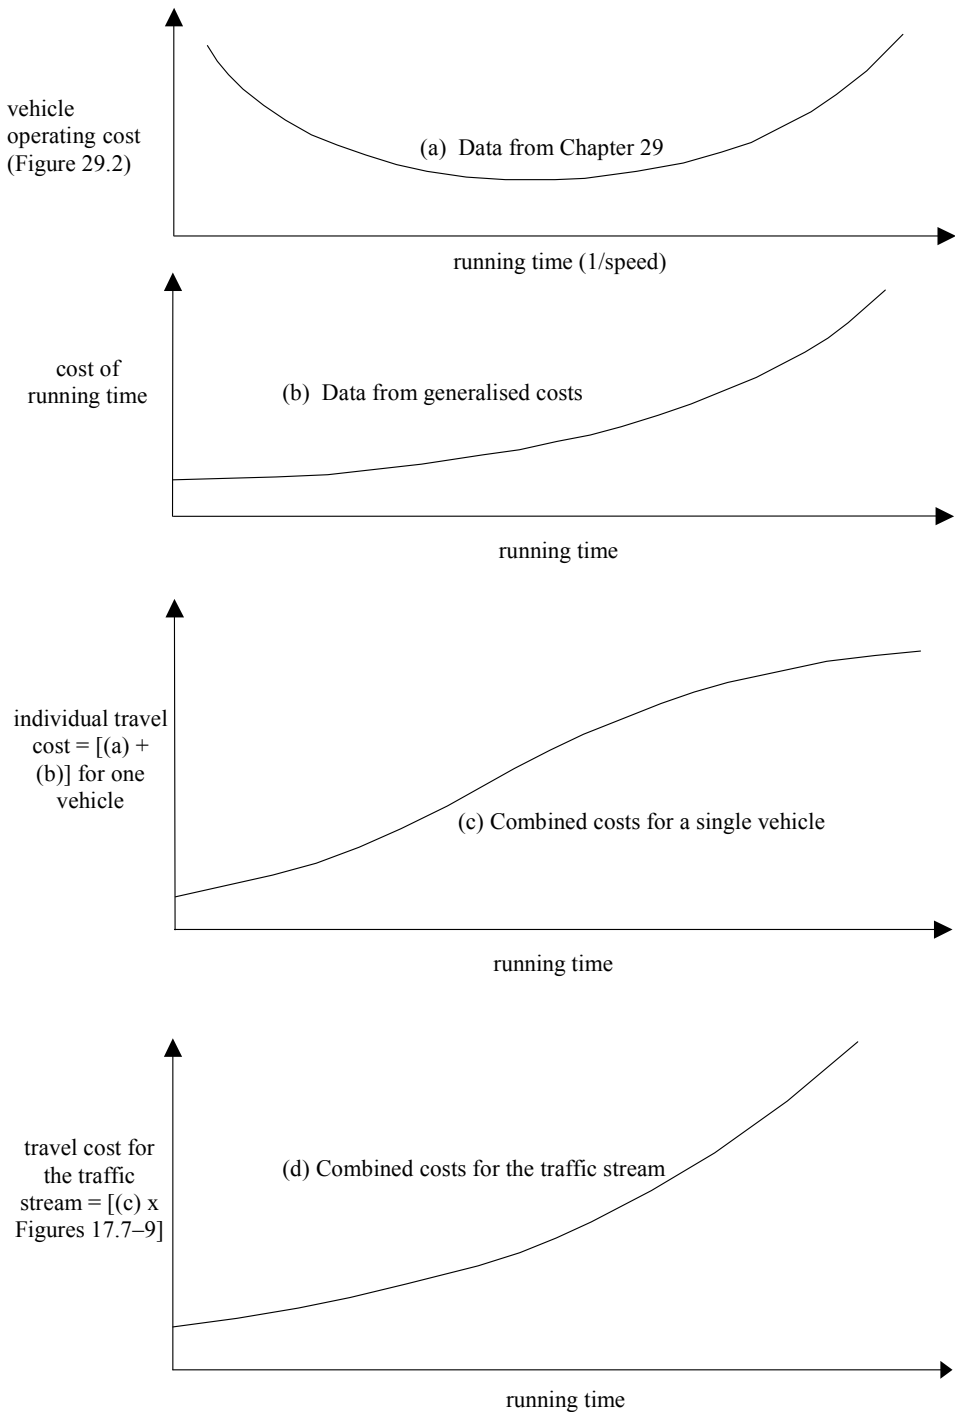 vehicle
operating cost
(Figure 29.2)
(a) Data from Chapter 29
running time (1/speed)
cost of
running time
(b) Data from generalised costs
running time
individual travel
cost = [(a) +
(b)] for one
vehicle
(c) Combined costs for a single vehicle
running time
travel cost for
the traffic
stream = [(c) x
Figures 17.7–9]
(d) Combined costs for the traffic stream
running time